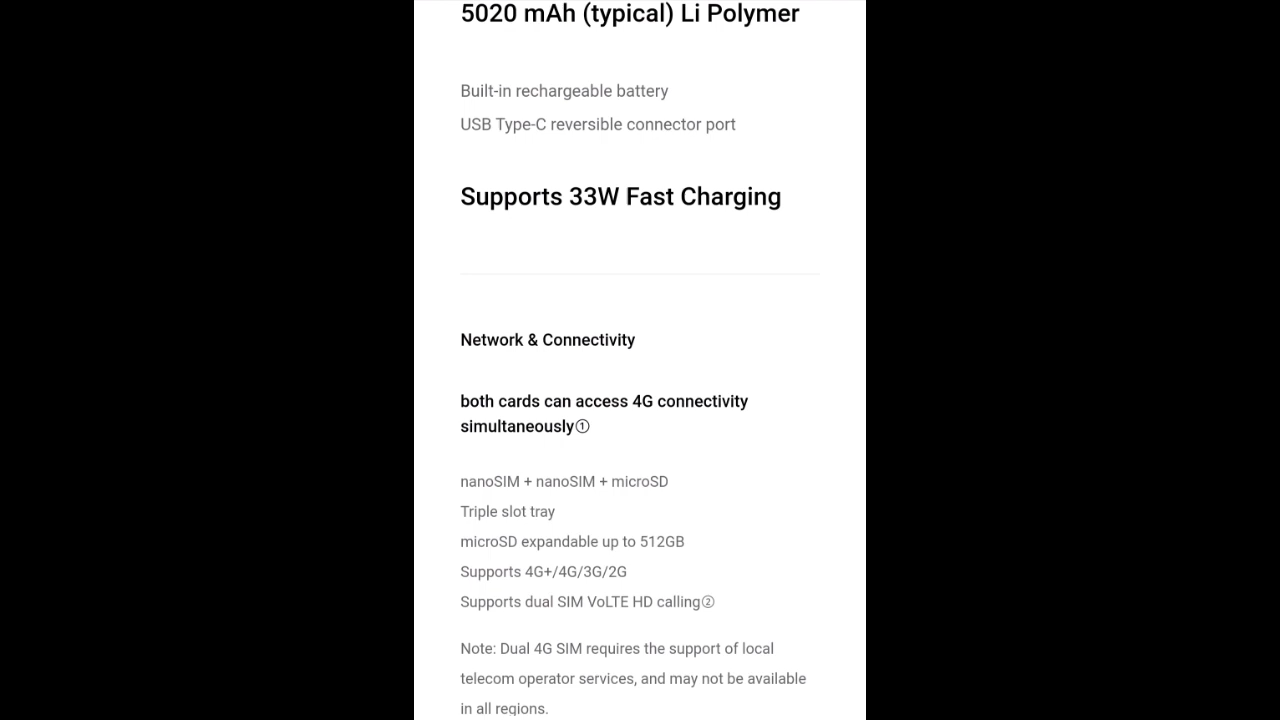 5020 mAh (typical) Li Polymer
Built-in rechargeable battery
USB Type-C reversible connector port
Supports 33W Fast Charging
Network & Connectivity
both cards can access 4G connectivity
simultaneously①
nanoSIM + nanoSIM + microSD
Triple slot tray
microSD expandable up to 512GB
Supports 4G+/4G/3G/2G
Supports dual SIM VoLTE HD calling②
Note: Dual 4G SIM requires the support of local
telecom operator services, and may not be available
in all regions.